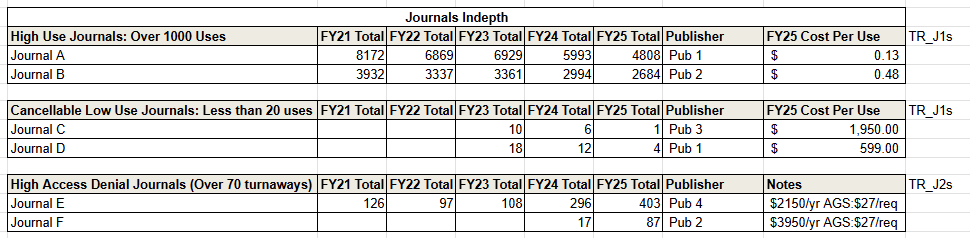 Journals Indepth
High Use Journals: Over 1000 Uses FY21 Total FY22 Total FY23 Total FY24 Total FY25 Total Publisher FY25 Cost Per Use TR_J1s
Journal A 8172 6869 6929 5993 4808 Pub 1 $ 0.13
Journal B 3932 3337 3361 2994 2684 Pub 2 $ 0.48
Cancellable Low Use Journals: Less than 20 uses FY21 Total FY22 Total FY23 Total FY24 Total FY25 Total Publisher FY25 Cost Per Use TR_J1s
Journal C 10 6 1 Pub 3 $ 1,950.00
Journal D 18 12 4 Pub 1 $ 599.00
High Access Denial Journals (Over 70 turnaways) FY21 Total FY22 Total FY23 Total FY24 Total FY25 Total Publisher Notes TR_J2s
Journal E 126 97 108 296 403 Pub 4 $2150/yr AGS:$27/req
Journal F 17 87 Pub 2 $3950/yr AGS:$27/req